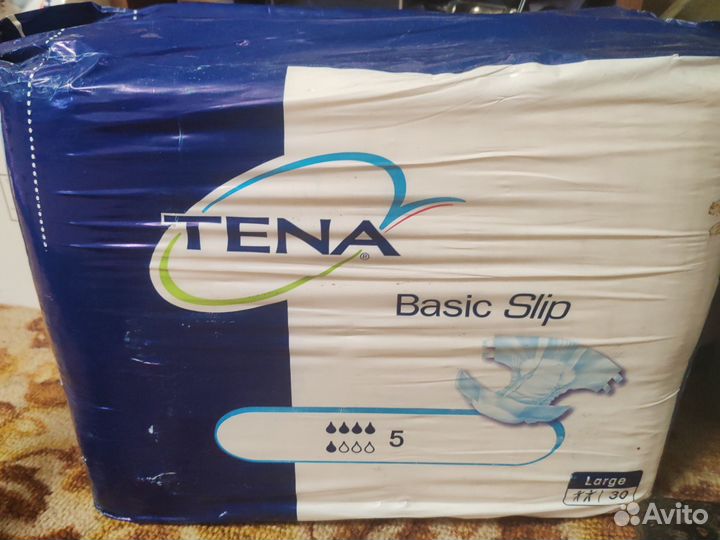 TENA
®
Basic Slip
5
Large
30
Avito